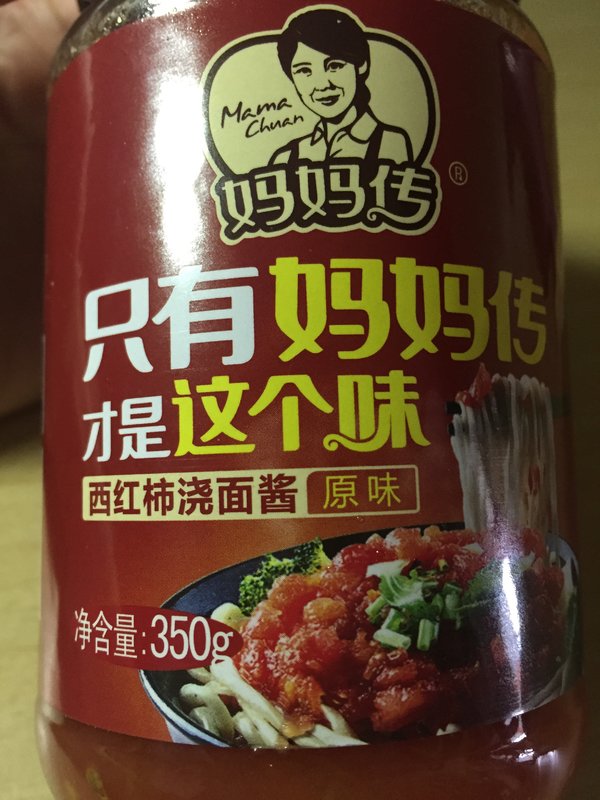 Mama
Chuan
妈妈传®
只有妈妈传
才是这个味
西红柿浇面酱 原味
净含量:350g